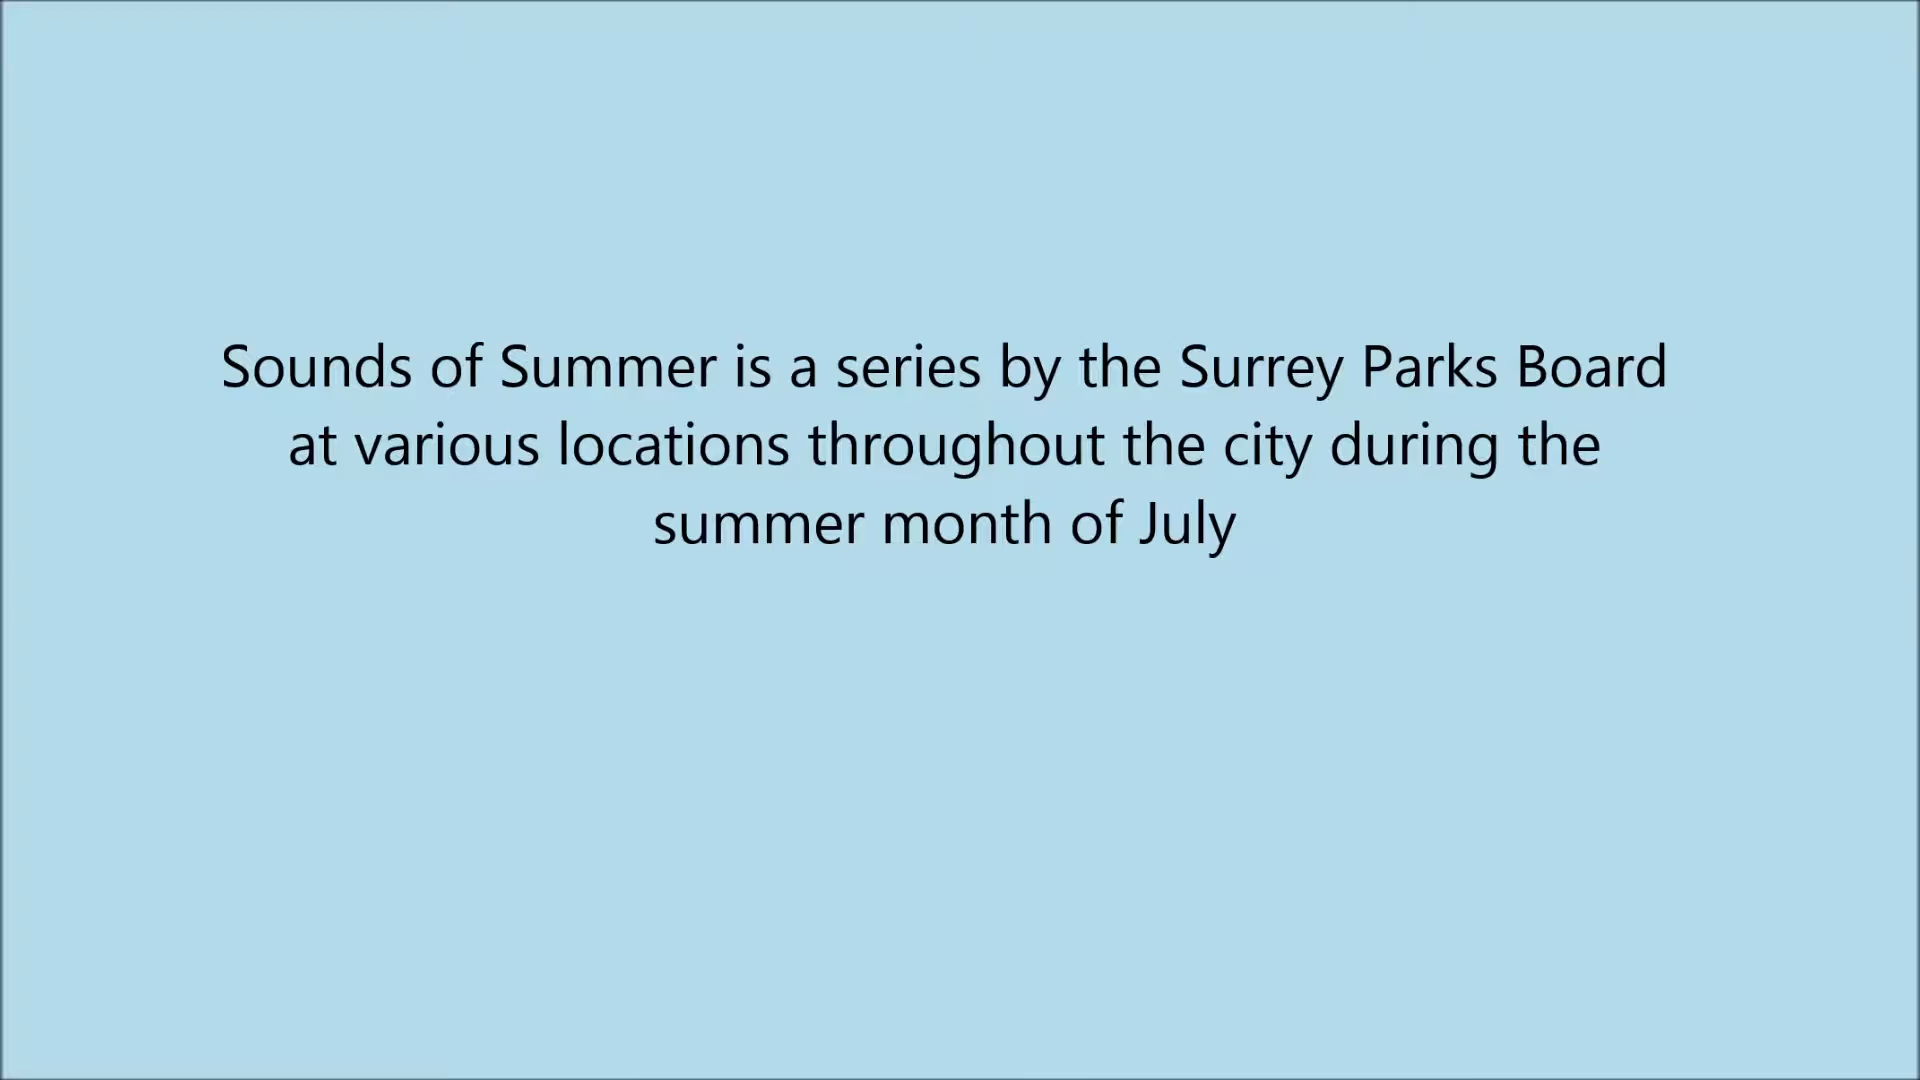 Sounds of Summer is a series by the Surrey Parks Board
at various locations throughout the city during the
summer month of July